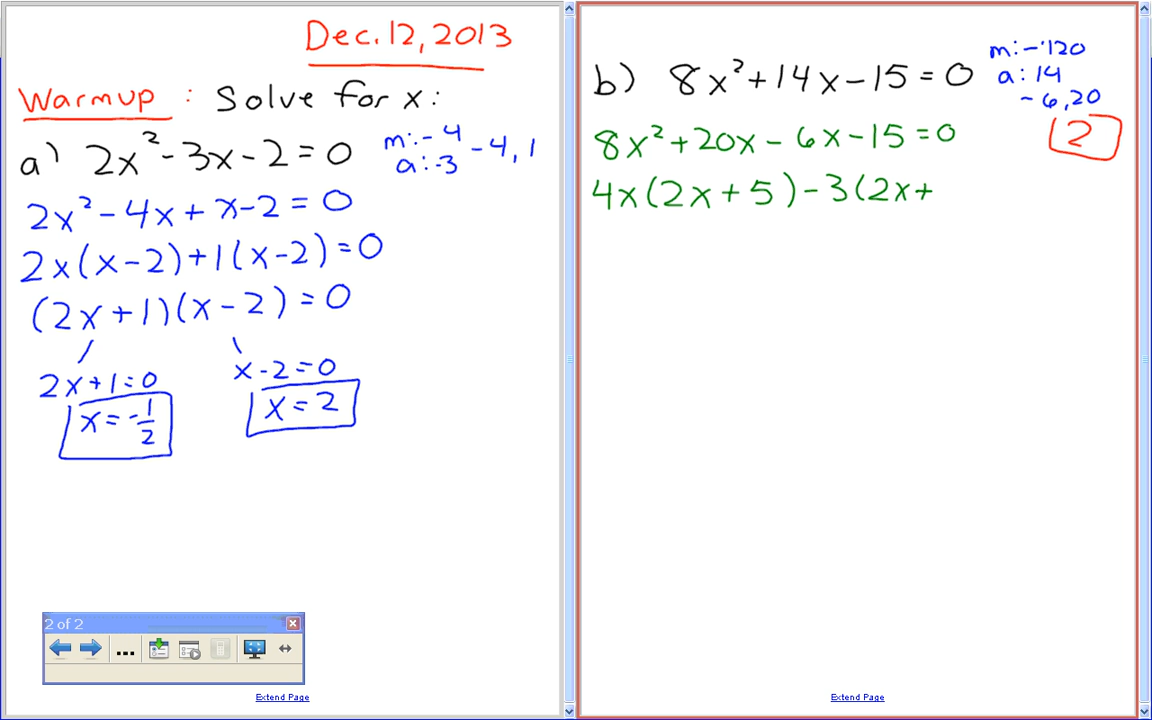 Dec. 12, 2013
Warmup : Solve for x:
a) 2x² - 3x - 2 = 0
m: -4
a: -3
-4, 1
2x² - 4x + x - 2 = 0
2x(x - 2) + 1(x - 2) = 0
(2x + 1)(x - 2) = 0
2x + 1 = 0
x = -1/2
x - 2 = 0
x = 2
2 of 2
...
Extend Page
b) 8x² + 14x - 15 = 0
m: -120
a: 14
-6, 20
2
8x² + 20x - 6x - 15 = 0
4x(2x + 5) - 3(2x +
Extend Page